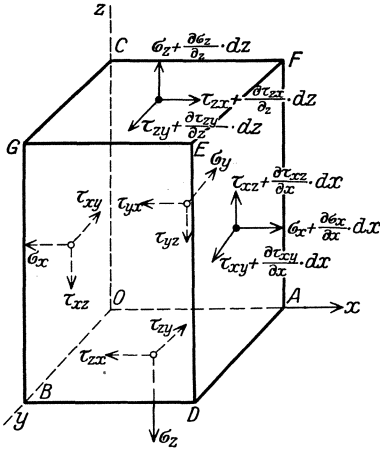 z
C
F
σz + ∂σz/∂z · dz
τzx + ∂τzx/∂z · dz
τzy + ∂τzy/∂z · dz
G
E
σy
τxz + ∂τxz/∂x · dx
τxy
τyx
τyz
σx
σx + ∂σx/∂x · dx
τxz
τxy + ∂τxy/∂x · dx
O
A
x
τzy
τzx
B
y
D
σz